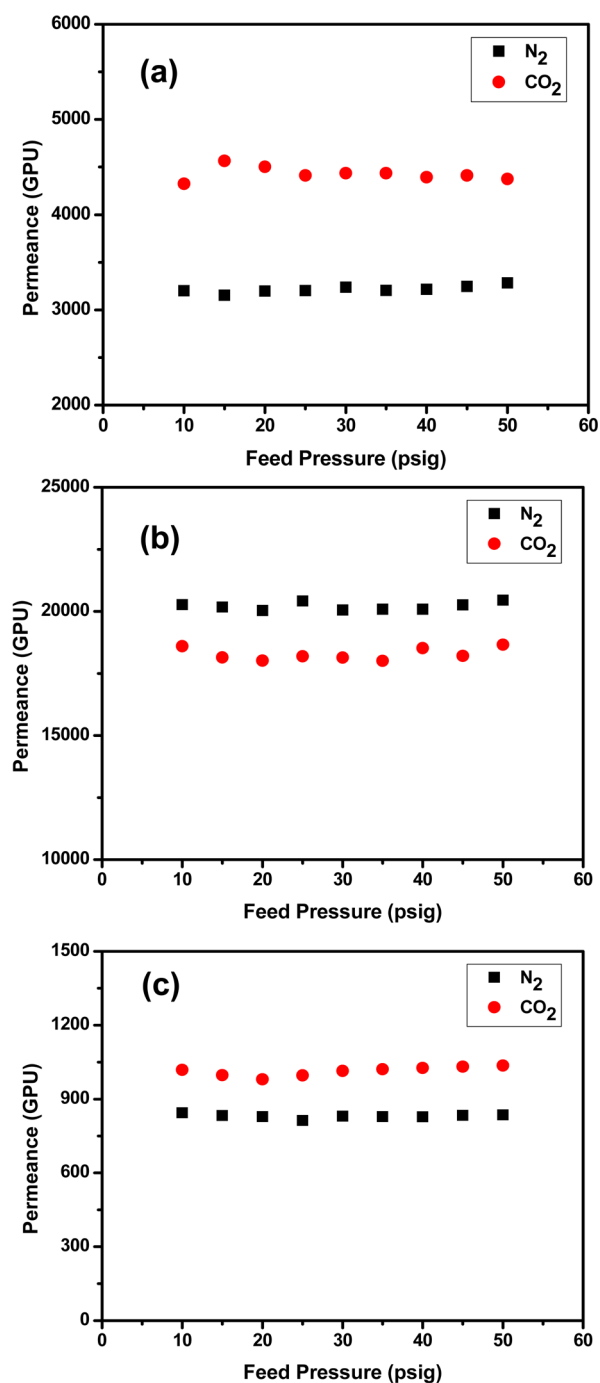 (a)
N2
CO2
Permeance (GPU)
6000
5000
4000
3000
2000
0 10 20 30 40 50 60
Feed Pressure (psig)
(b)
N2
CO2
Permeance (GPU)
25000
20000
15000
10000
0 10 20 30 40 50 60
Feed Pressure (psig)
(c)
N2
CO2
Permeance (GPU)
1500
1200
900
600
300
0
0 10 20 30 40 50 60
Feed Pressure (psig)